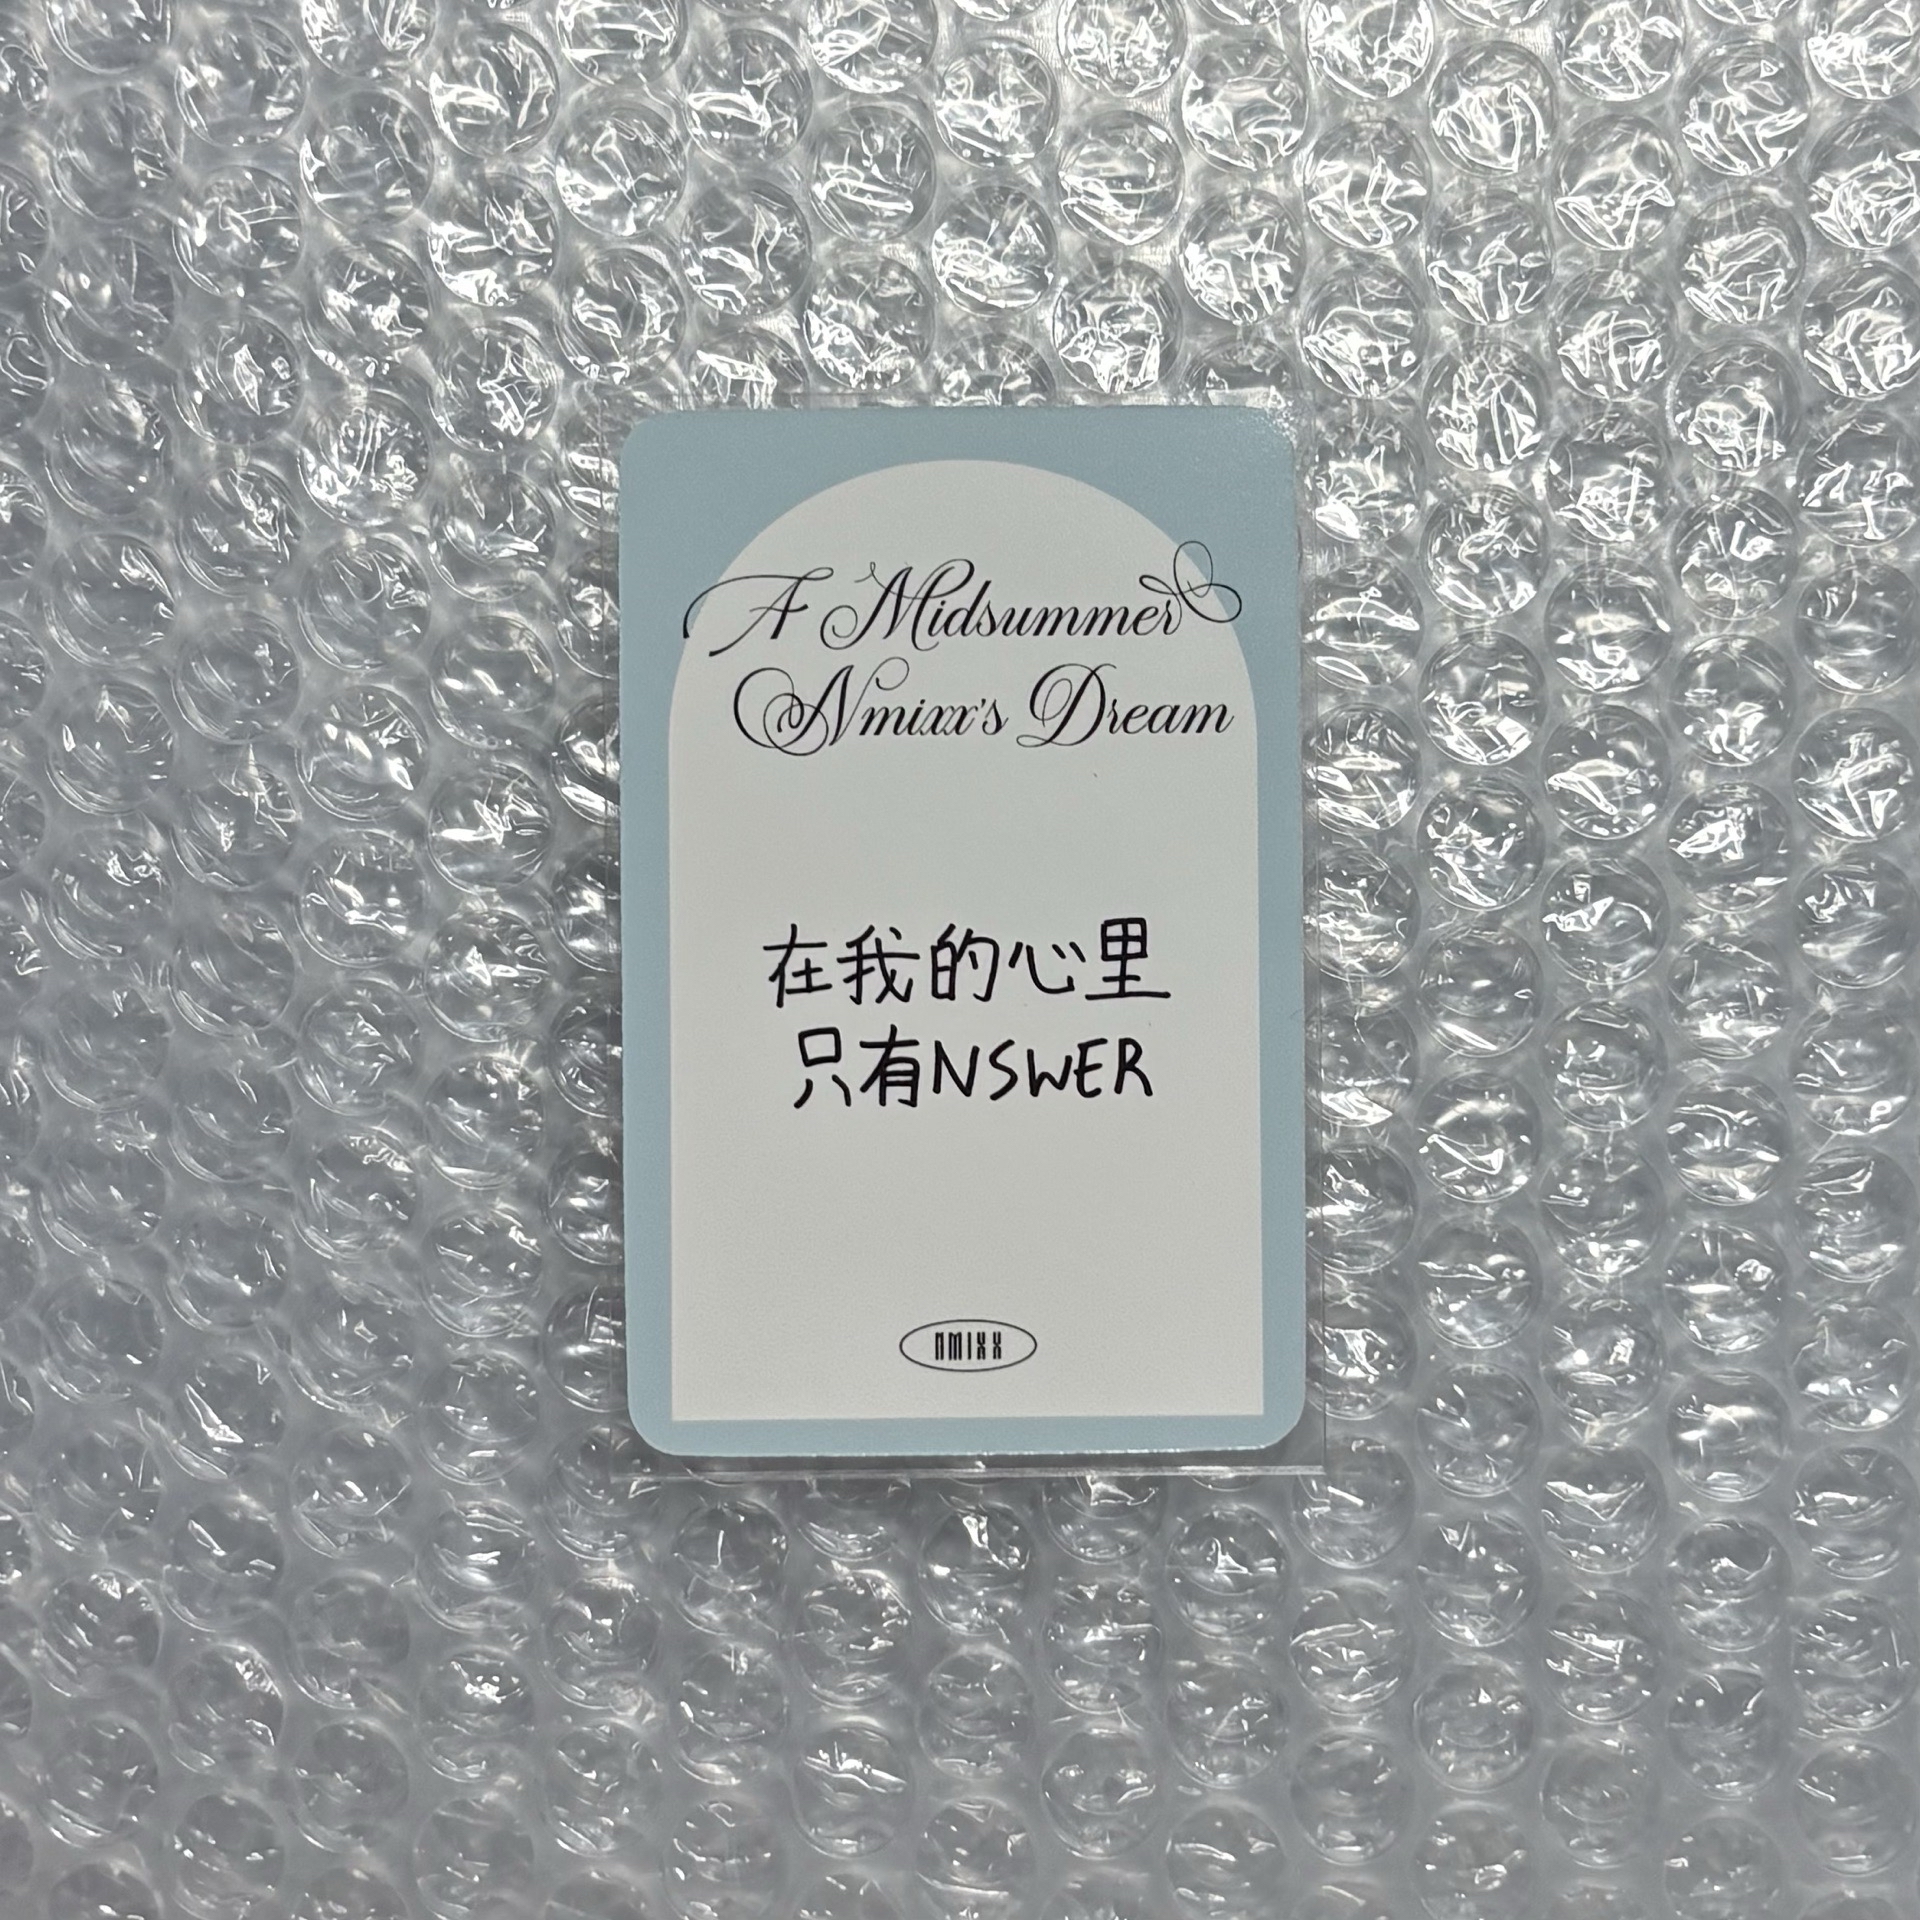 A Midsummer
Nmixx's Dream
在我的心里
只有NSWER
NMIXX